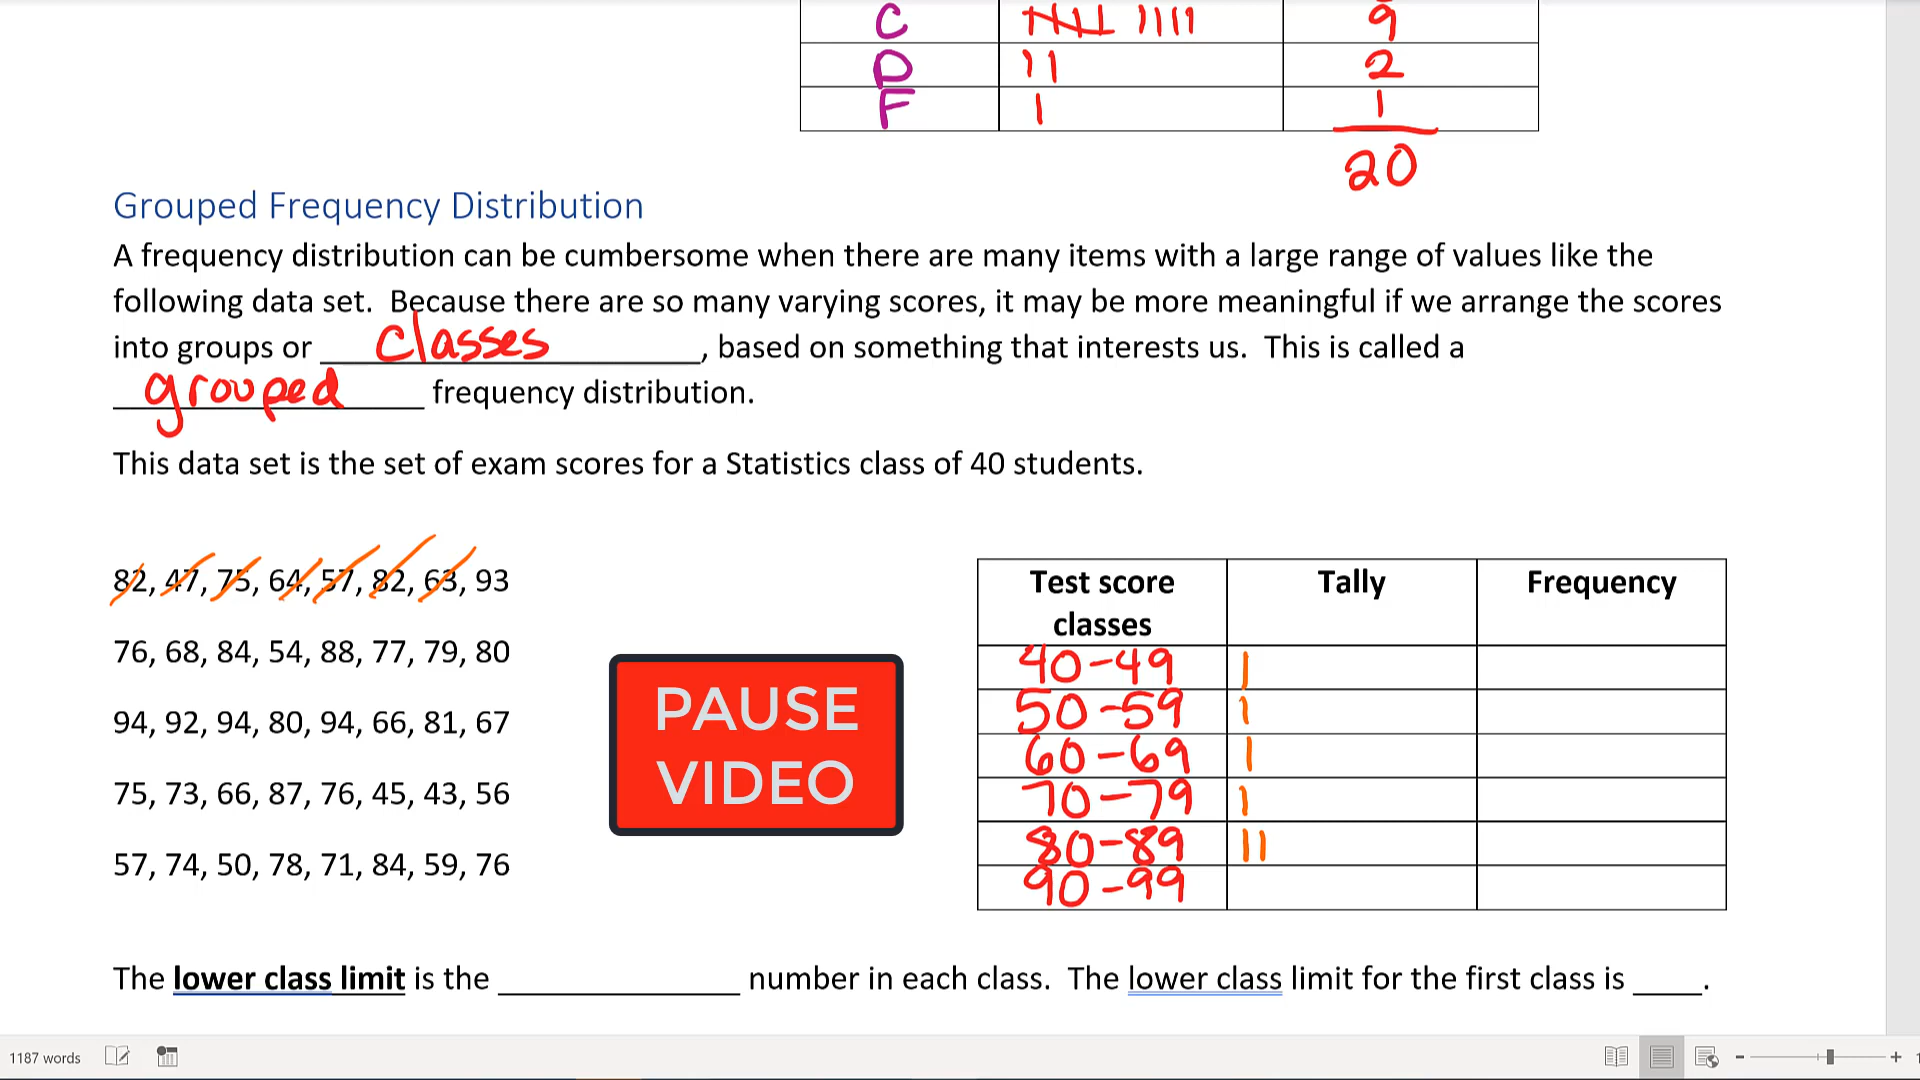 C 卌 |||| 9
D || 2
F | 1
20
Grouped Frequency Distribution
A frequency distribution can be cumbersome when there are many items with a large range of values like the
following data set. Because there are so many varying scores, it may be more meaningful if we arrange the scores
into groups or classes, based on something that interests us. This is called a
grouped frequency distribution.
This data set is the set of exam scores for a Statistics class of 40 students.
82, 47, 75, 64, 57, 82, 63, 93
76, 68, 84, 54, 88, 77, 79, 80
94, 92, 94, 80, 94, 66, 81, 67
75, 73, 66, 87, 76, 45, 43, 56
57, 74, 50, 78, 71, 84, 59, 76
PAUSE
VIDEO
Test score classes Tally Frequency
40-49 |
50-59 |
60-69 |
70-79 |
80-89 ||
90-99
The lower class limit is the ____________ number in each class. The lower class limit for the first class is ____.
1187 words